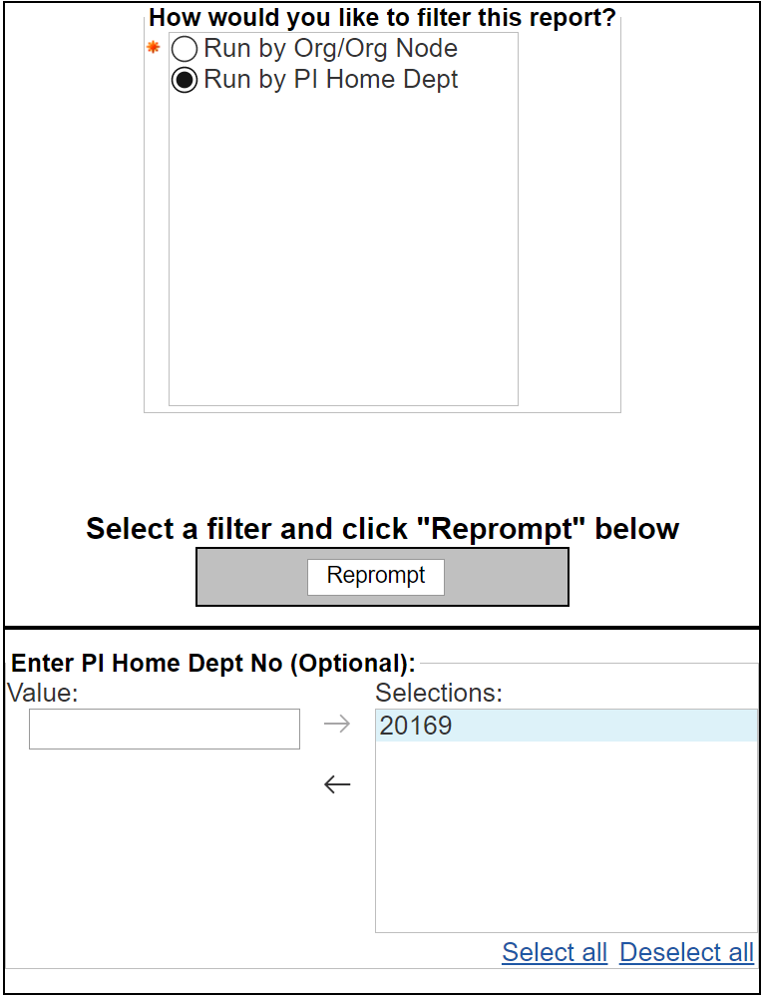 How would you like to filter this report?
Run by Org/Org Node
Run by PI Home Dept
Select a filter and click "Reprompt" below
Reprompt
Enter PI Home Dept No (Optional):
Value:
Selections:
20169
Select all Deselect all